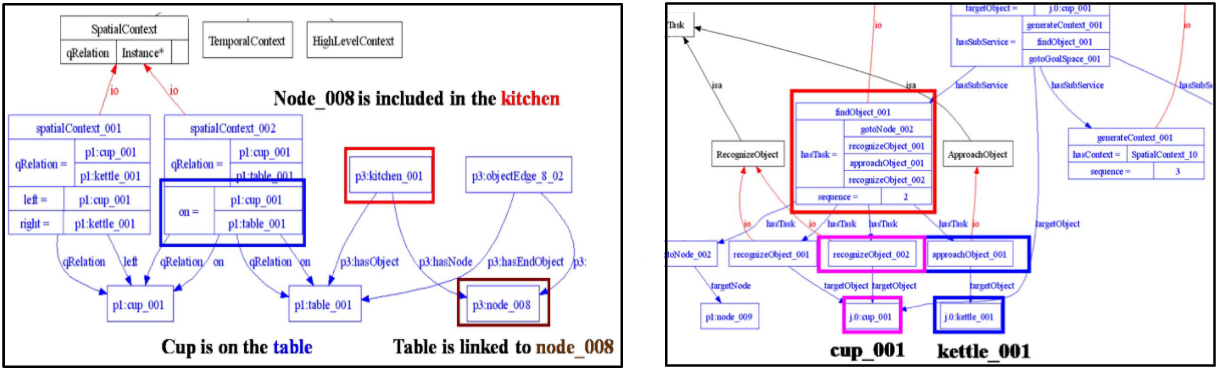 SpatialContext
qRelation Instance*
TemporalContext
HighLevelContext
io
io
Node_008 is included in the kitchen
spatialContext_001
qRelation =
p1:cup_001
p1:kettle_001
left =
p1:cup_001
right =
p1:kettle_001
spatialContext_002
qRelation =
p1:cup_001
p1:table_001
on =
p1:cup_001
p1:table_001
p3:kitchen_001
p3:objectEdge_8_02
qRelation
left
qRelation
on
qRelation
on
p3:hasObject
p3:hasNode
p3:hasEndObject
p3:
p1:cup_001
p1:table_001
p3:node_008
Cup is on the table
Table is linked to node_008
Task
io
targetObject =
j.0:cup_001
hasSubService =
generateContext_001
findObject_001
gotoGoalSpace_001
io
isa
isa
hasSubService
hasSubService
hasSubSe
RecognizeObject
findObject_001
hasTask =
gotoNode_002
recognizeObject_001
approachObject_001
recognizeObject_002
sequence =
2
ApproachObject
generateContext_001
hasContext =
SpatialContext_10
sequence =
3
hasTask
io
hasTask
hasTask
hasTask
io
targetObject
otoNode_002
recognizeObject_001
recognizeObject_002
approachObject_001
targetNode
targetObject
targetObject
targetObject
p1:node_009
j.0:cup_001
j.0:kettle_001
cup_001
kettle_001